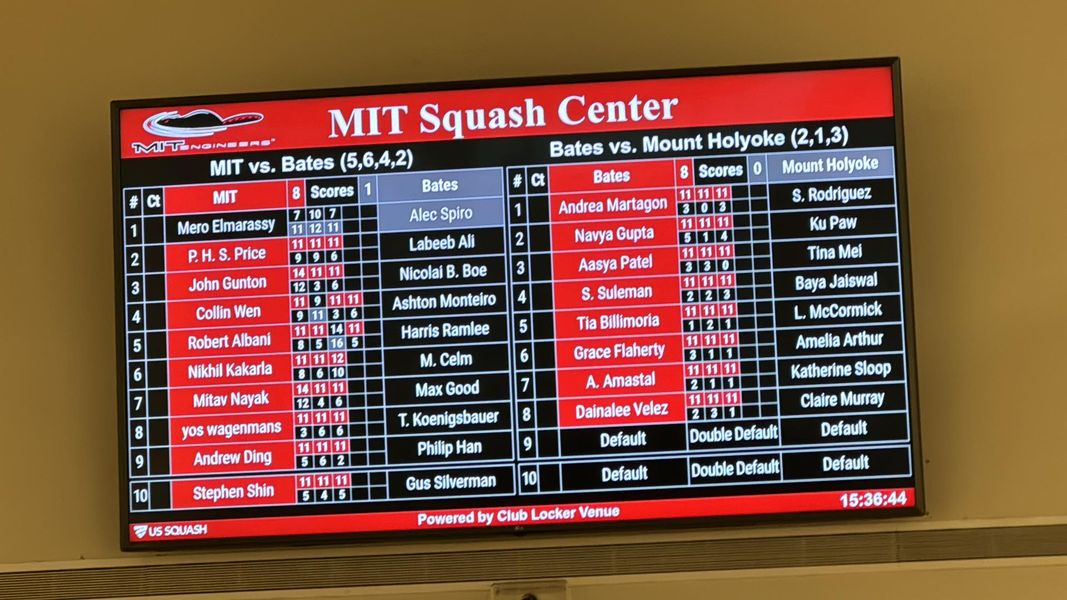 MIT Squash Center
MIT ENGINEERS
MIT vs. Bates (5,6,4,2)
# Ct MIT 8 Scores 1 Bates
1 Mero Elmarassy 7 10 7 Alec Spiro
11 12 11
2 P. H. S. Price 11 11 11 Labeeb Ali
9 9 6
3 John Gunton 14 11 11 Nicolai B. Boe
12 3 6
4 Collin Wen 11 9 11 11 Ashton Monteiro
9 11 3 6
5 Robert Albani 11 11 14 11 Harris Ramlee
8 5 16 5
6 Nikhil Kakarla 11 11 12 M. Celm
8 6 10
7 Mitav Nayak 14 11 11 Max Good
12 4 6
8 yos wagenmans 11 11 11 T. Koenigsbauer
3 6 6
9 Andrew Ding 11 11 11 Philip Han
5 6 2
10 Stephen Shin 11 11 11 Gus Silverman
5 4 5
Bates vs. Mount Holyoke (2,1,3)
# Ct Bates 8 Scores 0 Mount Holyoke
1 Andrea Martagon 11 11 11 S. Rodriguez
3 0 3
2 Navya Gupta 11 11 11 Ku Paw
5 1 4
3 Aasya Patel 11 11 11 Tina Mei
3 3 0
4 S. Suleman 11 11 11 Baya Jaiswal
2 2 3
5 Tia Billimoria 11 11 11 L. McCormick
1 2 1
6 Grace Flaherty 11 11 11 Amelia Arthur
3 1 1
7 A. Amastal 11 11 11 Katherine Sloop
2 1 1
8 Dainalee Velez 11 11 11 Claire Murray
2 3 1
9 Default Double Default Default
10 Default Double Default Default
US SQUASH
Powered by Club Locker Venue
15:36:44